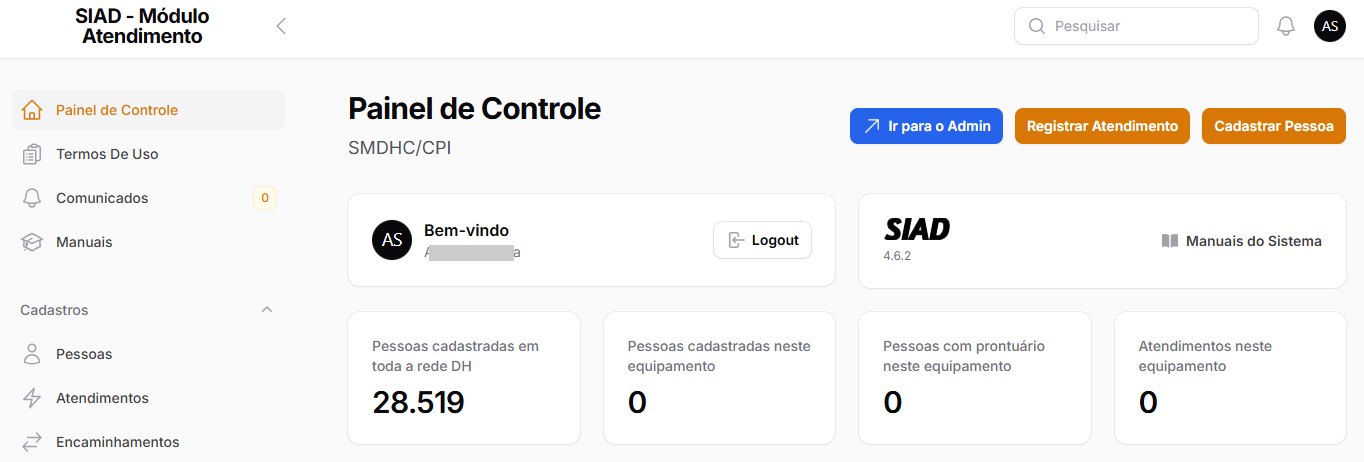 SIAD - Módulo
Atendimento
Pesquisar
AS
Painel de Controle
Termos De Uso
Comunicados
0
Manuais
Cadastros
Pessoas
Atendimentos
Encaminhamentos
Painel de Controle
SMDHC/CPI
Ir para o Admin
Registrar Atendimento
Cadastrar Pessoa
AS
Bem-vindo
Logout
SIAD
4.6.2
Manuais do Sistema
Pessoas cadastradas em
toda a rede DH
28.519
Pessoas cadastradas neste
equipamento
0
Pessoas com prontuário
neste equipamento
0
Atendimentos neste
equipamento
0